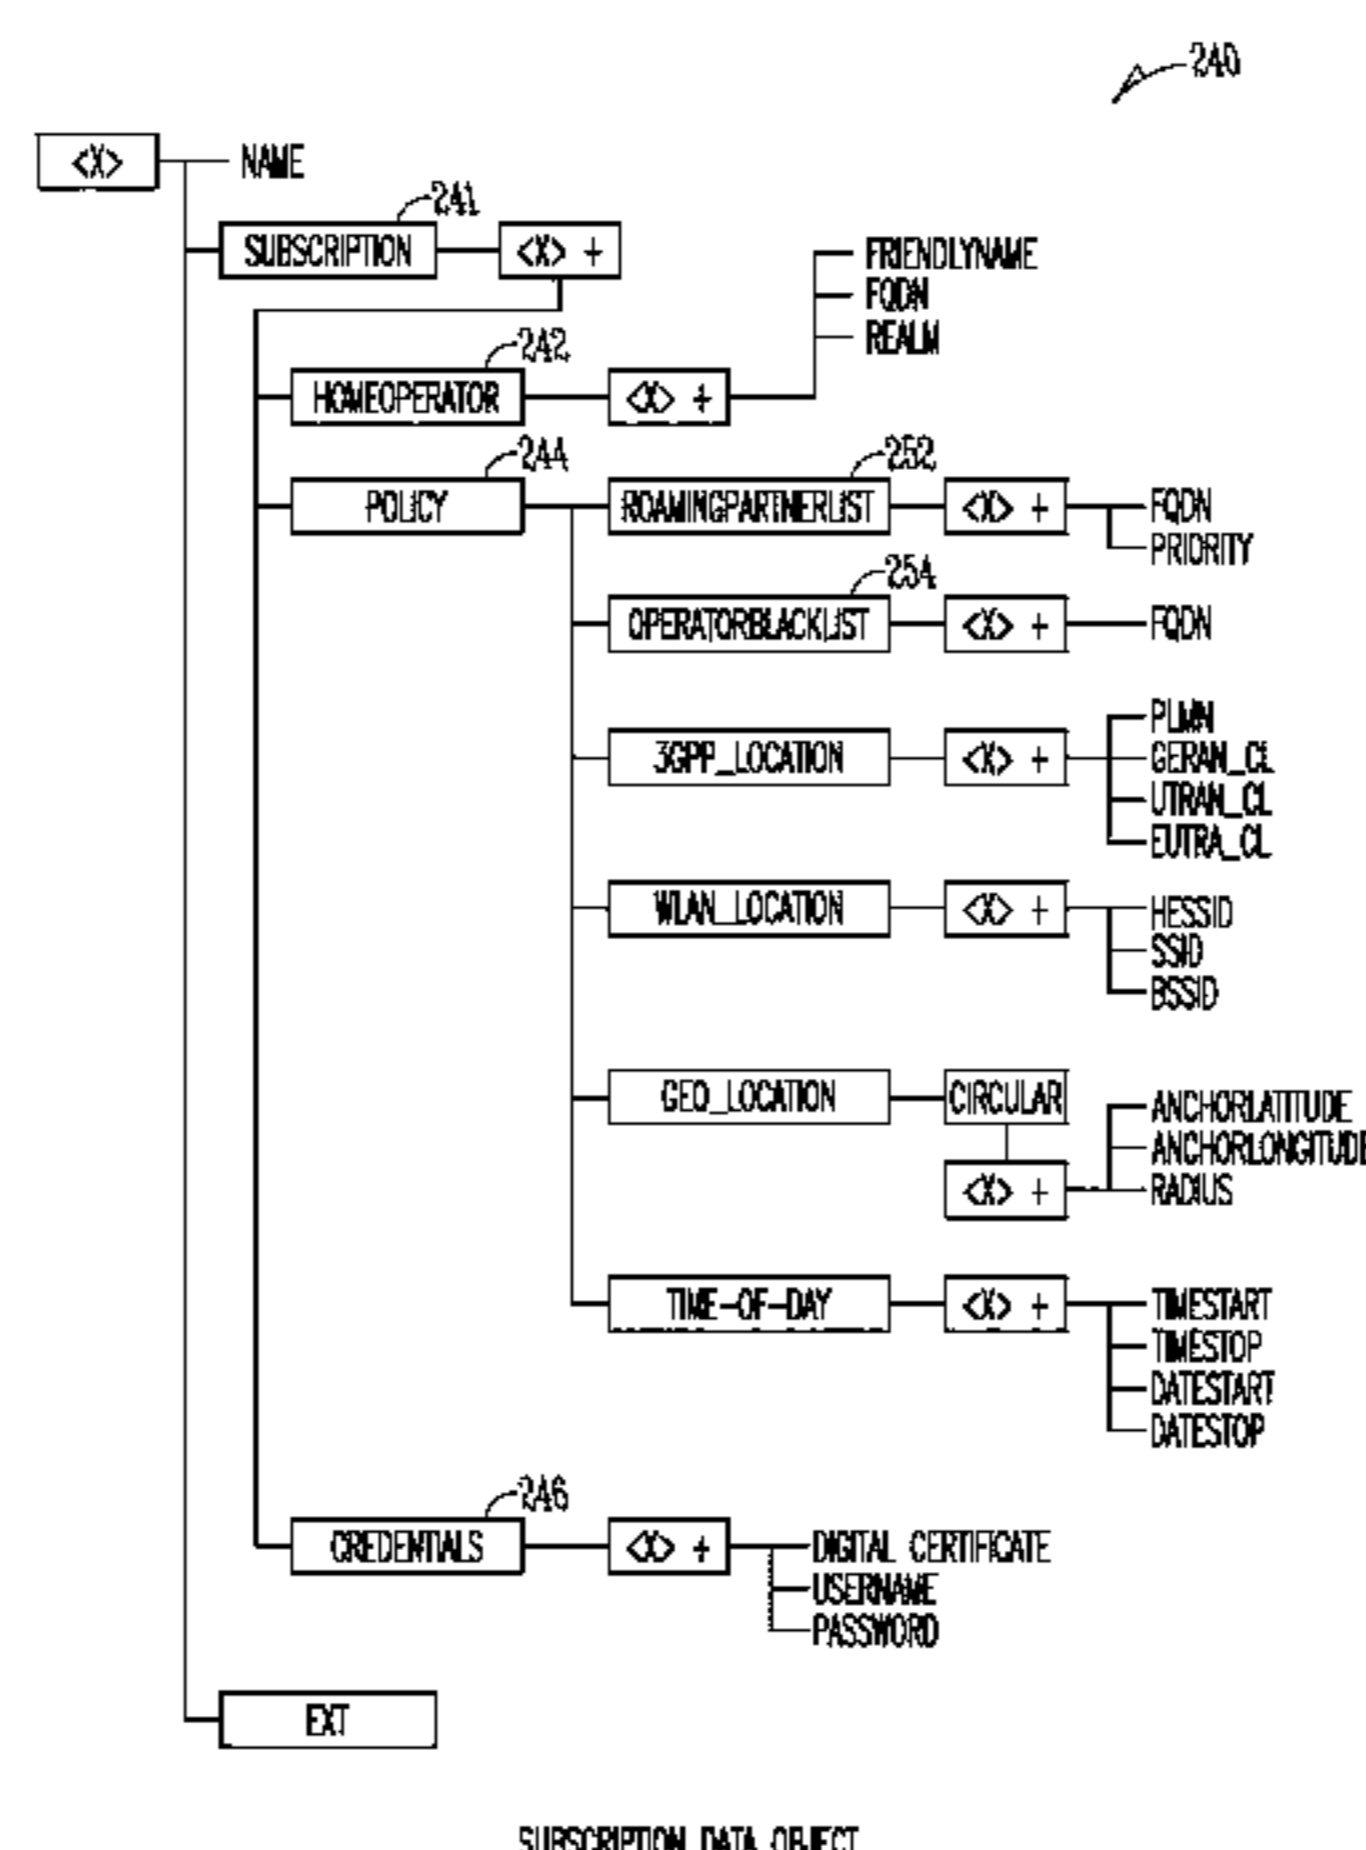 240
<X> NAME
241
SUBSCRIPTION <X> +
FRIENDLYNAME
FQDN
REALM
242
HOMEOPERATOR <X> +
244
POLICY
252
ROAMINGPARTNERLIST <X> + FQDN
PRIORITY
254
OPERATORBLACKLIST <X> + FQDN
PLMN
3GPP_LOCATION <X> + GERAN_CL
UTRAN_CL
EUTRA_CL
WLAN_LOCATION <X> + HESSID
SSID
BSSID
GEO_LOCATION CIRCULAR
ANCHORLATITUDE
ANCHORLONGITUDE
<X> + RADIUS
TIME-OF-DAY <X> + TIMESTART
TIMESTOP
DATESTART
DATESTOP
246
CREDENTIALS <X> + DIGITAL CERTIFICATE
USERNAME
PASSWORD
EXT
SUBSCRIPTION DATA OBJECT